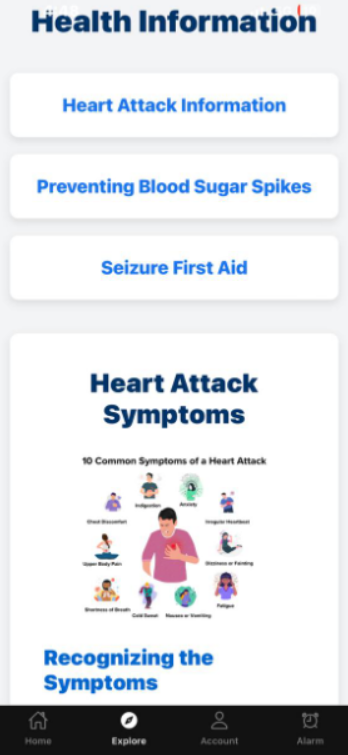 Health Information
Heart Attack Information
Preventing Blood Sugar Spikes
Seizure First Aid
Heart Attack
Symptoms
10 Common Symptoms of a Heart Attack
Indigestion
Anxiety
Chest Discomfort
Irregular Heartbeat
Upper Body Pain
Dizziness or Fainting
Shortness of Breath
Cold Sweat
Nausea or Vomiting
Fatigue
Recognizing the
Symptoms
Home
Explore
Account
Alarm